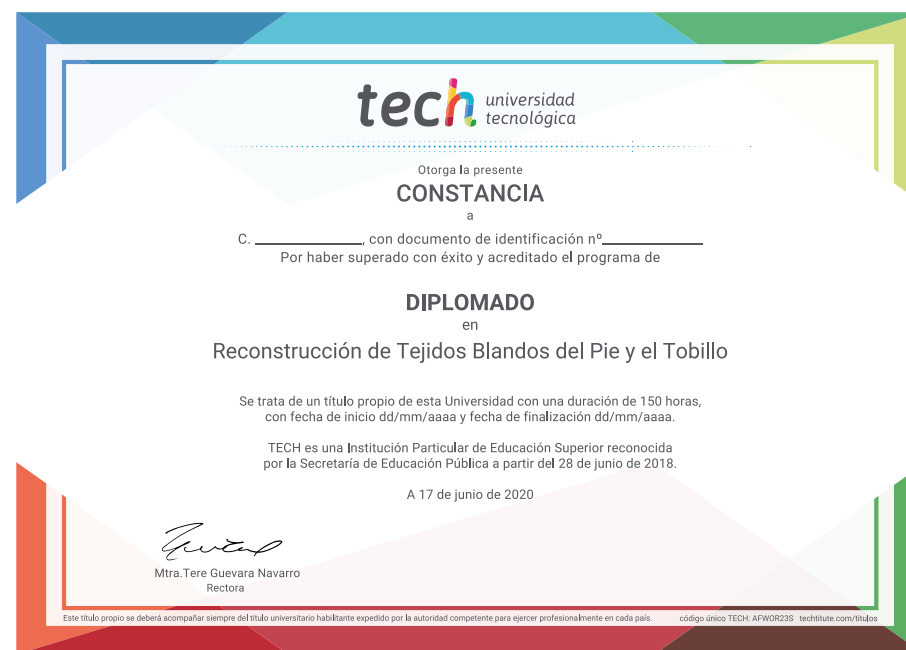 tech universidad
tecnológica
Otorga la presente
CONSTANCIA
a
C. ____________, con documento de identificación nº____________
Por haber superado con éxito y acreditado el programa de
DIPLOMADO
en
Reconstrucción de Tejidos Blandos del Pie y el Tobillo
Se trata de un título propio de esta Universidad con una duración de 150 horas,
con fecha de inicio dd/mm/aaaa y fecha de finalización dd/mm/aaaa.
TECH es una Institución Particular de Educación Superior reconocida
por la Secretaría de Educación Pública a partir del 28 de junio de 2018.
A 17 de junio de 2020
Mtra.Tere Guevara Navarro
Rectora
Este título propio se deberá acompañar siempre del título universitario habilitante expedido por la autoridad competente para ejercer profesionalmente en cada país. código único TECH: AFWOR23S techtitute.com/titulos